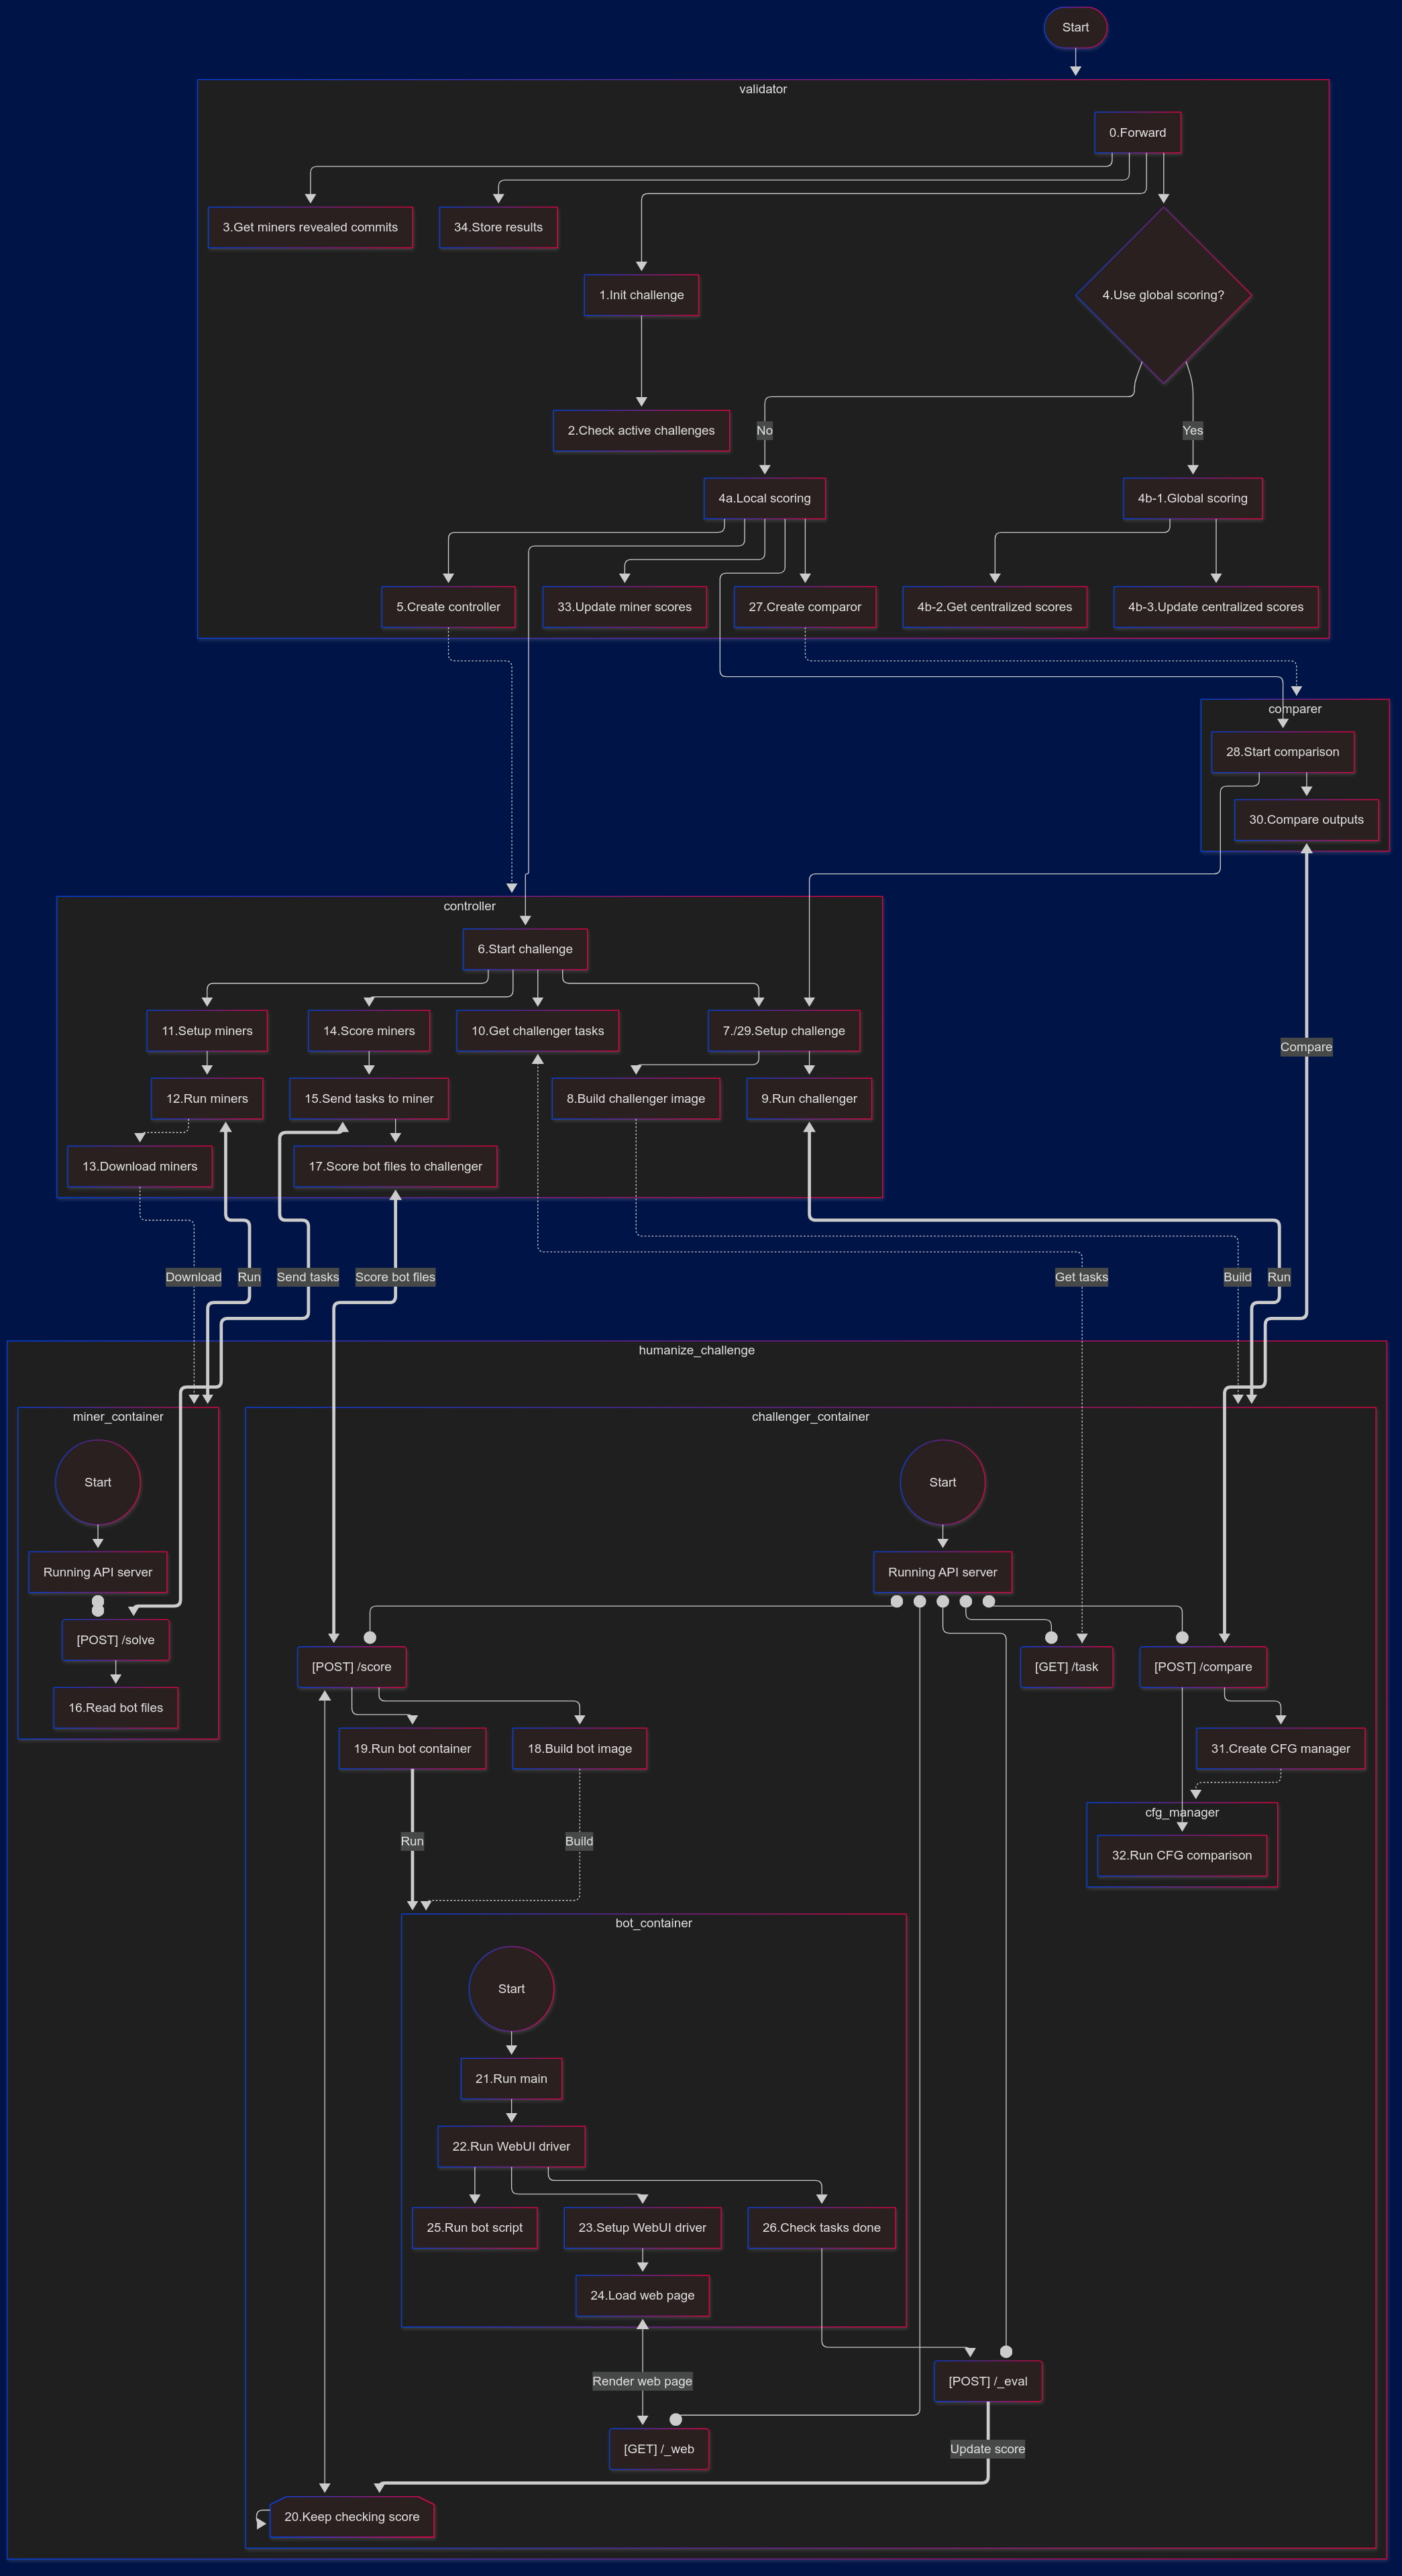 Start
validator
0.Forward
3.Get miners revealed commits
34.Store results
1.Init challenge
4.Use global scoring?
2.Check active challenges
No
Yes
4a.Local scoring
4b-1.Global scoring
5.Create controller
33.Update miner scores
27.Create comparor
4b-2.Get centralized scores
4b-3.Update centralized scores
comparer
28.Start comparison
30.Compare outputs
controller
6.Start challenge
11.Setup miners
14.Score miners
10.Get challenger tasks
7./29.Setup challenge
Compare
12.Run miners
15.Send tasks to miner
8.Build challenger image
9.Run challenger
13.Download miners
17.Score bot files to challenger
Download
Run
Send tasks
Score bot files
Get tasks
Build
Run
humanize_challenge
miner_container
challenger_container
Start
Start
Running API server
Running API server
[POST] /solve
[POST] /score
[GET] /task
[POST] /compare
16.Read bot files
19.Run bot container
18.Build bot image
31.Create CFG manager
cfg_manager
Run
Build
32.Run CFG comparison
bot_container
Start
21.Run main
22.Run WebUI driver
25.Run bot script
23.Setup WebUI driver
26.Check tasks done
24.Load web page
Render web page
[POST] /_eval
[GET] /_web
Update score
20.Keep checking score